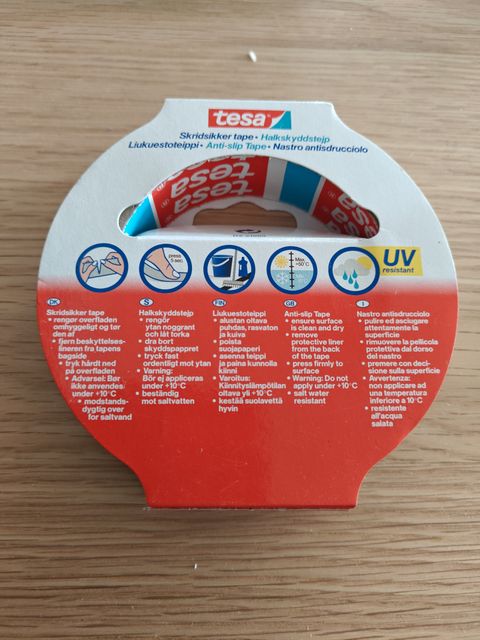 tesa
Skridsikker tape • Halkskyddstejp
Liukuestoteippi • Anti-slip Tape • Nastro antisdrucciolo
tesa
tesa
tesa
tesa
press
5 sec
Max.
+50°C
UV
resistant
DK
Skridsikker tape
• rengør overfladen
omhyggeligt og tør
den af
• fjern beskyttelses-
lineren fra tapens
bagside
• tryk hårdt ned
på overfladen
• Advarsel: Bør
ikke anvendes
under +10°C
• modstands-
dygtig over
for saltvand
S
Halkskyddstejp
• rengör
ytan noggrant
och låt torka
• dra bort
skyddspappret
• tryck fast
ordentligt mot ytan
• Varning:
Bör ej appliceras
under +10°C
• beständig
mot saltvatten
FIN
Liukuestoteippi
• alustan oltava
puhdas, rasvaton
ja kuiva
• poista
suojapaperi
• asenna teippi
ja paina kunnolla
kiinni
• Varoitus:
Kiinnityslämpötilan
oltava yli +10°C
• kestää suolavettä
hyvin
GB
Anti-slip Tape
• ensure surface
is clean and dry
• remove
protective liner
from the back
of the tape
• press firmly to
surface
• Warning: Do not
apply under +10°C
• salt water
resistant
I
Nastro antisdrucciolo
• pulire ed asciugare
attentamente la
superficie
• rimuovere la pellicola
protettiva dal dorso
del nastro
• premere con deci-
sione sulla superficie
• Avvertenza:
non applicare ad
una temperatura
inferiore a 10°C
• resistente
all'acqua
salata